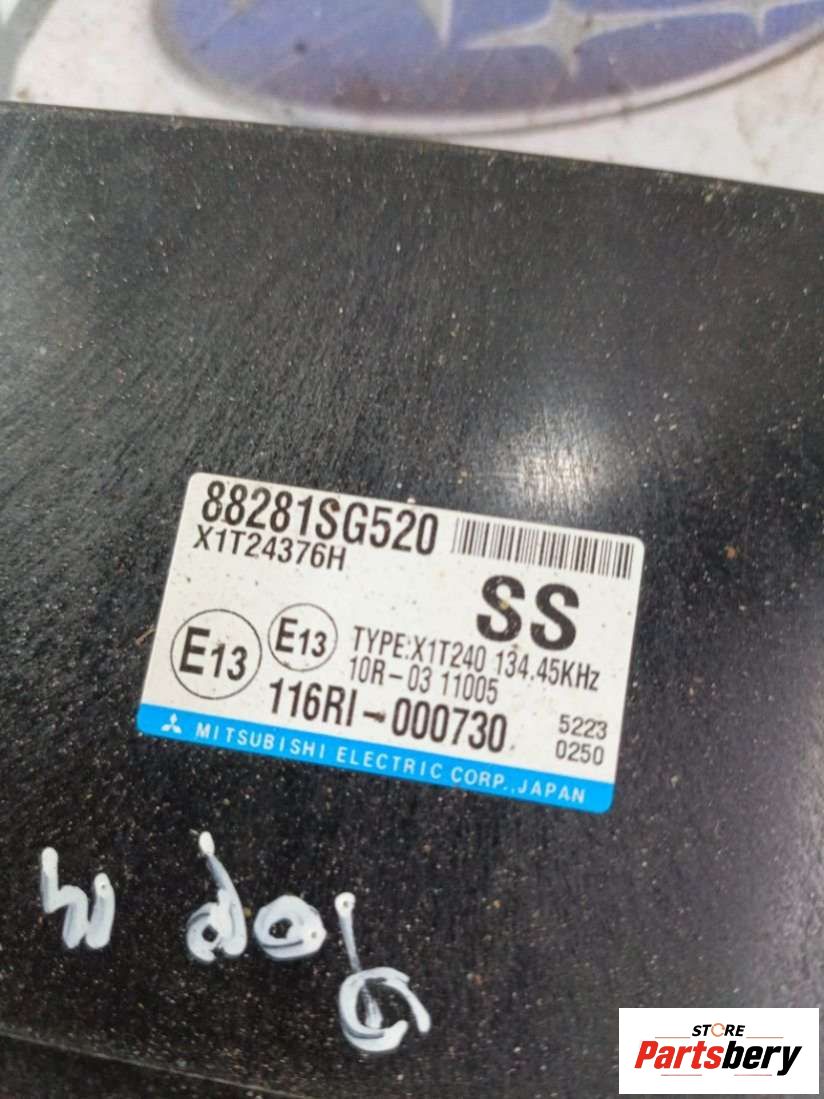 88281SG520
X1T24376H
SS
E13
E13
TYPE:X1T240 134.45KHz
10R-03 11005
116RI-000730
5223
0250
MITSUBISHI ELECTRIC CORP.,JAPAN
STORE
Partsbery